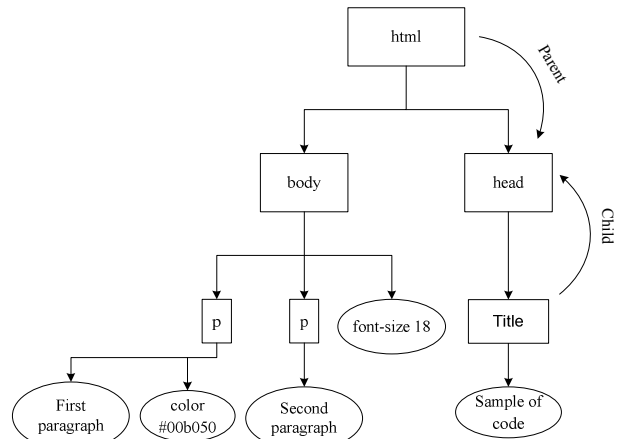 html
Parent
body
head
Child
p
p
font-size 18
Title
First
paragraph
color
#00b050
Second
paragraph
Sample of
code